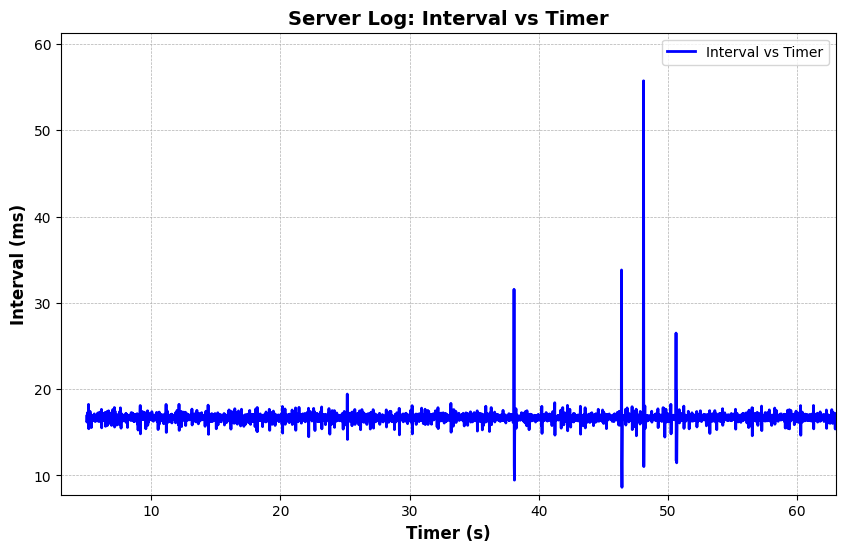 Server Log: Interval vs Timer
Interval vs Timer
60
50
40
30
20
10
Interval (ms)
10 20 30 40 50 60
Timer (s)